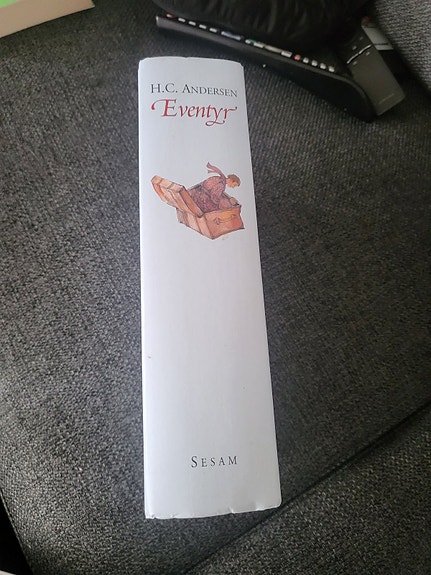 H.C. ANDERSEN
Eventyr
SESAM